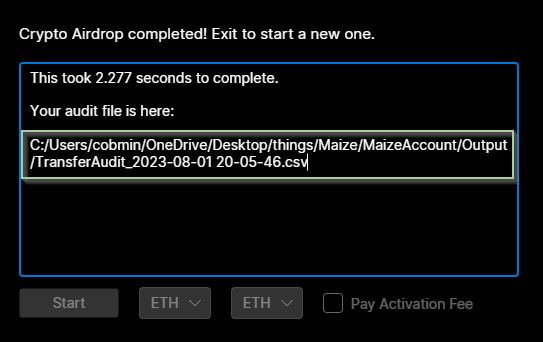 Crypto Airdrop completed! Exit to start a new one.
This took 2.277 seconds to complete.
Your audit file is here:
C:/Users/cobmin/OneDrive/Desktop/things/Maize/MaizeAccount/Output
/TransferAudit_2023-08-01 20-05-46.csv
Start ETH ETH Pay Activation Fee